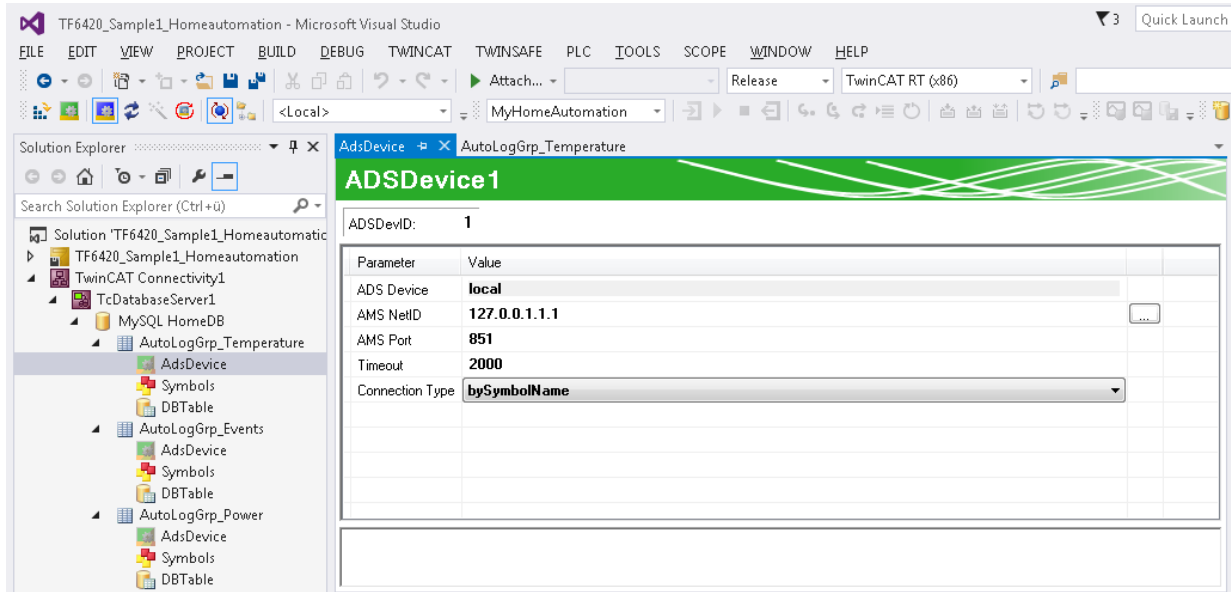 TF6420_Sample1_Homeautomation - Microsoft Visual Studio
3
Quick Launch
FILE EDIT VIEW PROJECT BUILD DEBUG TWINCAT TWINSAFE PLC TOOLS SCOPE WINDOW HELP
Attach... Release TwinCAT RT (x86)
<Local> MyHomeAutomation
Solution Explorer
Search Solution Explorer (Ctrl+ü)
Solution 'TF6420_Sample1_Homeautomatic
TF6420_Sample1_Homeautomation
TwinCAT Connectivity1
TcDatabaseServer1
MySQL HomeDB
AutoLogGrp_Temperature
AdsDevice
Symbols
DBTable
AutoLogGrp_Events
AdsDevice
Symbols
DBTable
AutoLogGrp_Power
AdsDevice
Symbols
DBTable
AdsDevice AutoLogGrp_Temperature
ADSDevice1
ADSDevID: 1
Parameter Value
ADS Device local
AMS NetID 127.0.0.1.1.1 ...
AMS Port 851
Timeout 2000
Connection Type bySymbolName